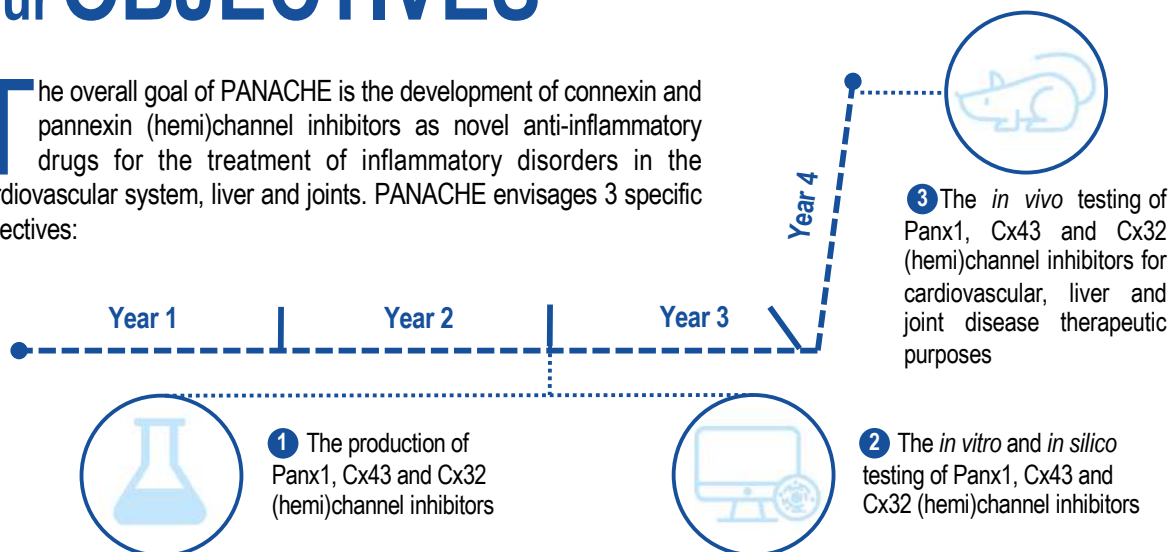 ur OBJECTIVES
The overall goal of PANACHE is the development of connexin and
pannexin (hemi)channel inhibitors as novel anti-inflammatory
drugs for the treatment of inflammatory disorders in the
rdiovascular system, liver and joints. PANACHE envisages 3 specific
ectives:
Year 1
Year 2
Year 3
Year 4
1 The production of
Panx1, Cx43 and Cx32
(hemi)channel inhibitors
2 The in vitro and in silico
testing of Panx1, Cx43 and
Cx32 (hemi)channel inhibitors
3 The in vivo testing of
Panx1, Cx43 and Cx32
(hemi)channel inhibitors for
cardiovascular, liver and
joint disease therapeutic
purposes